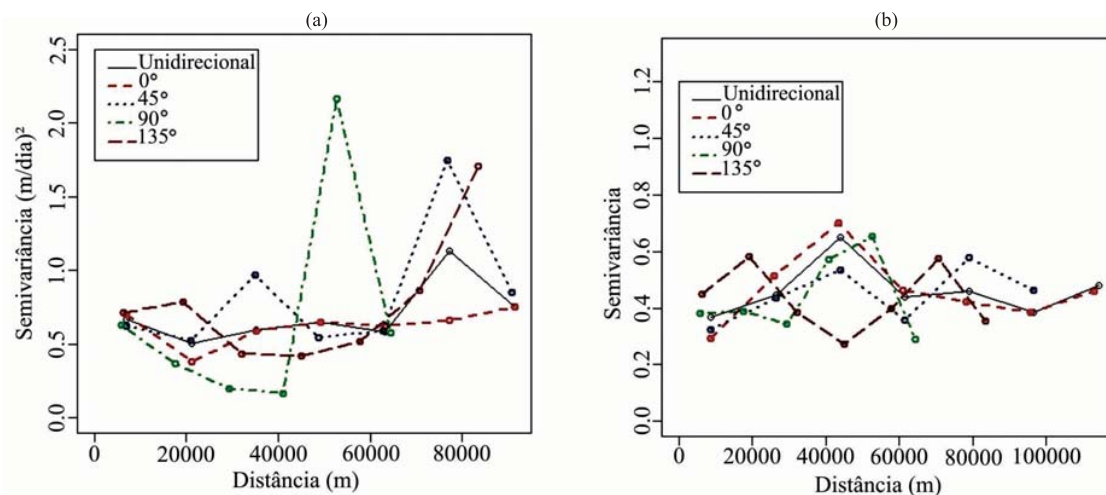 (a)
2.5
2.0
1.5
1.0
0.5
0.0
Semivariância (m/dia)²
Unidirecional
0°
45°
90°
135°
0 20000 40000 60000 80000
Distância (m)
(b)
1.2
1.0
0.8
0.6
0.4
0.2
0.0
Semivariância
Unidirecional
0°
45°
90°
135°
0 20000 40000 60000 80000 100000
Distância (m)